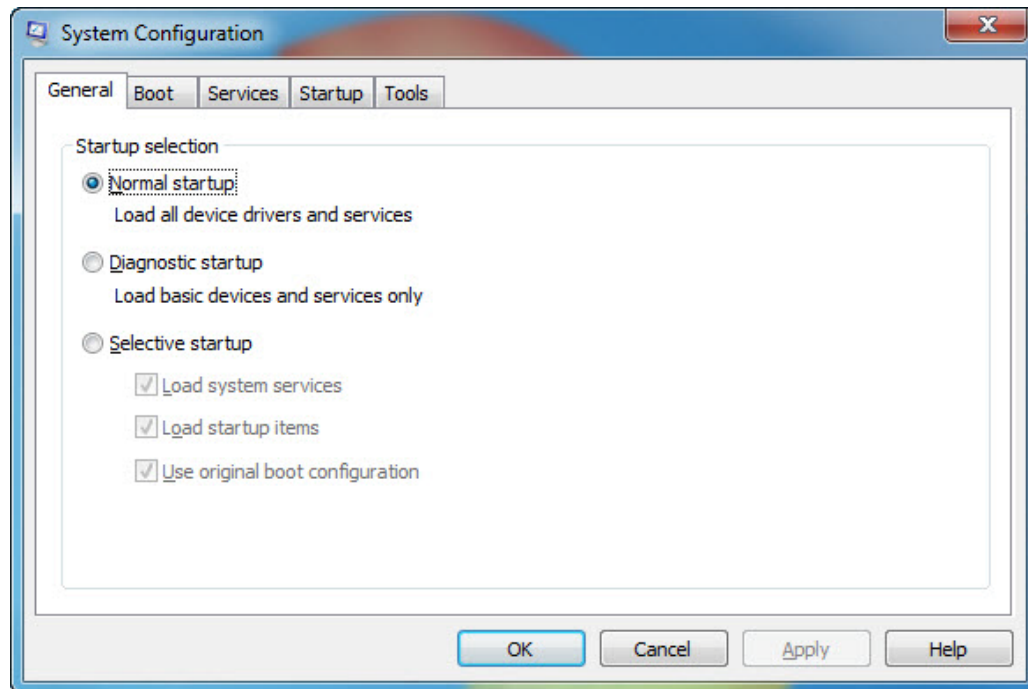 System Configuration
General Boot Services Startup Tools
Startup selection
Normal startup
Load all device drivers and services
Diagnostic startup
Load basic devices and services only
Selective startup
Load system services
Load startup items
Use original boot configuration
OK Cancel Apply Help